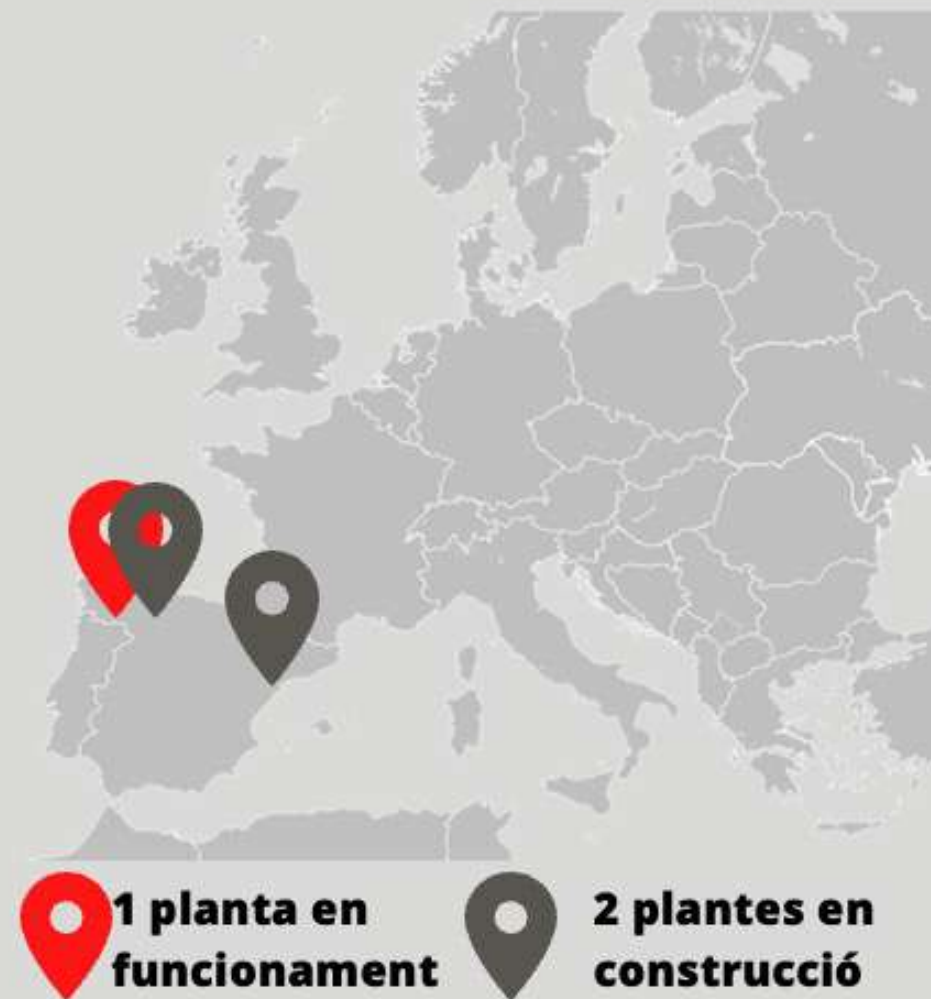 1 planta en
funcionament
2 plantes en
construcció